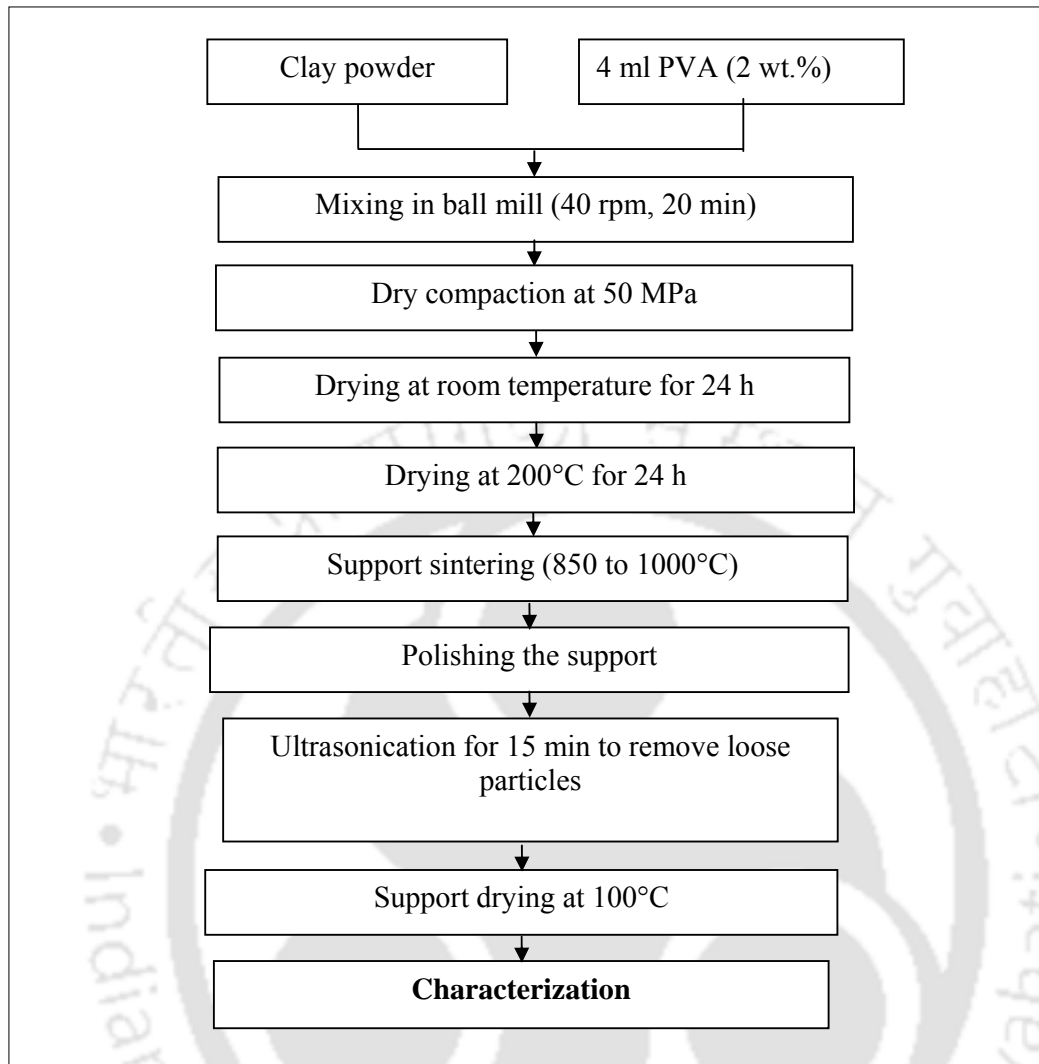 Clay powder
4 ml PVA (2 wt.%)
Mixing in ball mill (40 rpm, 20 min)
Dry compaction at 50 MPa
Drying at room temperature for 24 h
Drying at 200°C for 24 h
Support sintering (850 to 1000°C)
Polishing the support
Ultrasonication for 15 min to remove loose
particles
Support drying at 100°C
Characterization